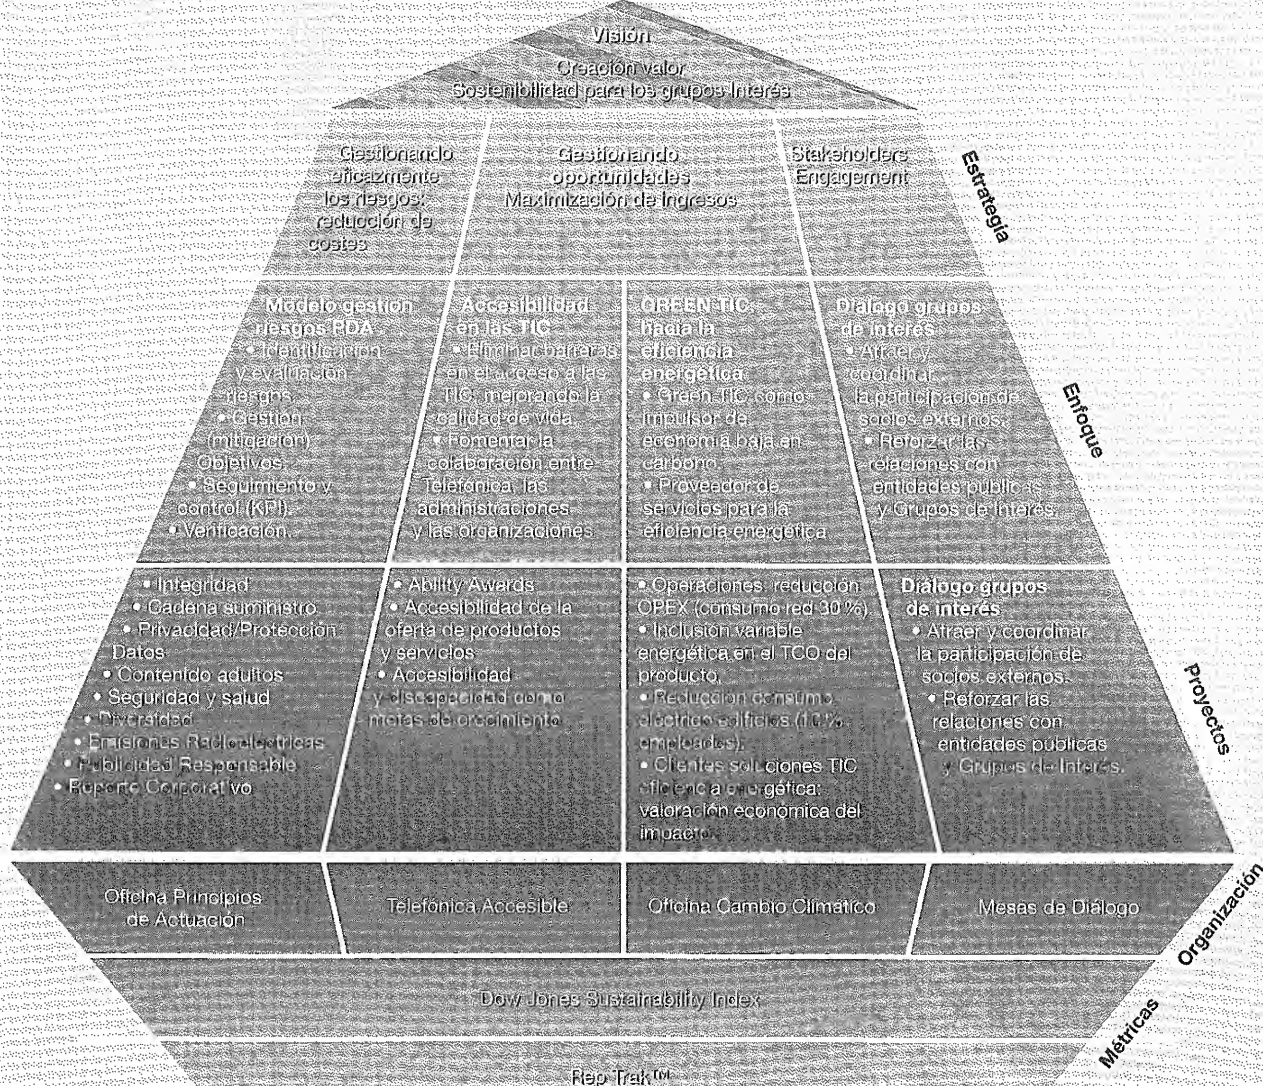 Visión
Creación valor
Sostenibilidad para los grupos Interés
Gestionando
eficazmente
los riesgos:
reducción de
costes
Gestionando
oportunidades
Maximización de Ingresos
Stakeholders
Engagement
Estrategia
Modelo gestión
riesgos PDA
• Identificación
y evaluación
riesgos
• Gestión
(mitigación)
Objetivos.
• Seguimiento y
control (KPI).
• Verificación.
Accesibilidad
en las TIC
• Eliminar barreras
en el acceso a las
TIC, mejorando la
calidad de vida
• Fomentar la
colaboración entre
Telefónica, las
administraciones
y las organizaciones
GREEN TIC
hacia la
eficiencia
energética
• Green TIC como
impulsor de
economía baja en
carbono.
• Proveedor de
servicios para la
eficiencia energética
Diálogo grupos
de interés
• Atraer y
coordinar
la participación de
socios externos.
• Reforzar las
relaciones con
entidades públicas
y Grupos de Interés.
Enfoque
• Integridad
• Cadena suministro
• Privacidad/Protección
Datos
• Contenido adultos
• Seguridad y salud
• Diversidad
• Emisiones Radioeléctricas
• Publicidad Responsable
• Reporte Corporativo
• Ability Awards
• Accesibilidad de la
oferta de productos
y servicios
• Accesibilidad
y discapacidad como
metas de crecimiento
• Operaciones: reducción
OPEX (consumo red 30 %).
• Inclusión variable
energética en el TCO del
producto.
• Reducción consumo
eléctrico edificios (10 %
empleados).
• Clientes soluciones TIC
eficiencia energética:
valoración económica del
impacto.
Diálogo grupos
de interés
• Atraer y coordinar
la participación de
socios externos.
• Reforzar las
relaciones con
entidades públicas
y Grupos de Interés.
Proyectos
Oficina Principios
de Actuación
Telefónica Accesible
Oficina Cambio Climático
Mesas de Diálogo
Organización
Dow Jones Sustainability Index
Rep Trak™
Métricas